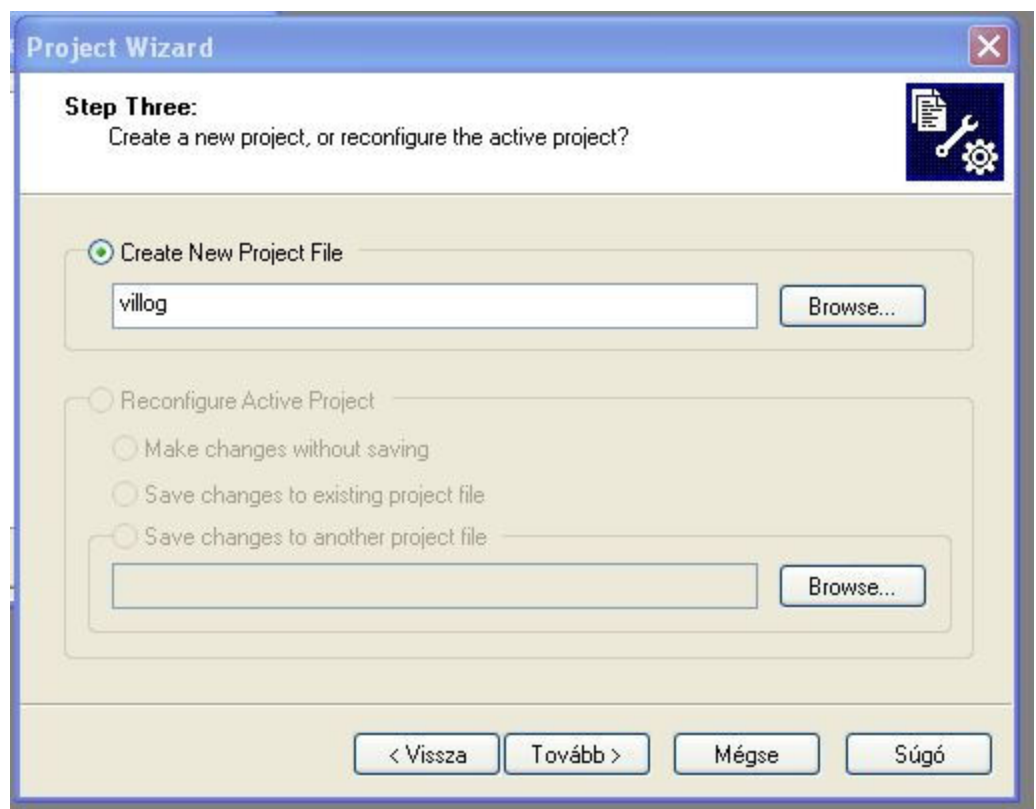 Project Wizard
Step Three:
Create a new project, or reconfigure the active project?
Create New Project File
villog
Browse...
Reconfigure Active Project
Make changes without saving
Save changes to existing project file
Save changes to another project file
Browse...
< Vissza
Tovább >
Mégse
Súgó